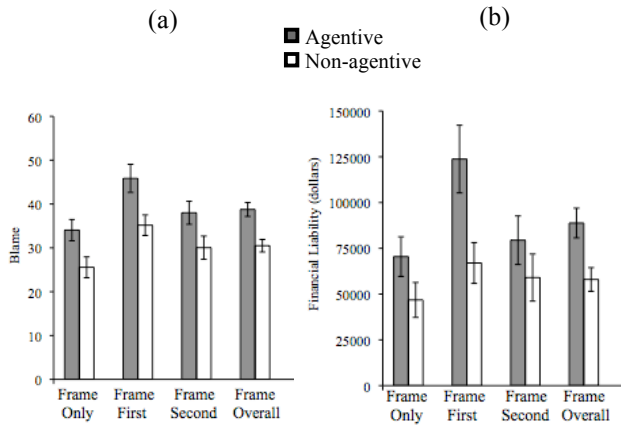 (a)
(b)
Agentive
Non-agentive
Blame
60
50
40
30
20
10
0
Frame Only
Frame First
Frame Second
Frame Overall
Financial Liability (dollars)
150000
125000
100000
75000
50000
25000
0
Frame Only
Frame First
Frame Second
Frame Overall